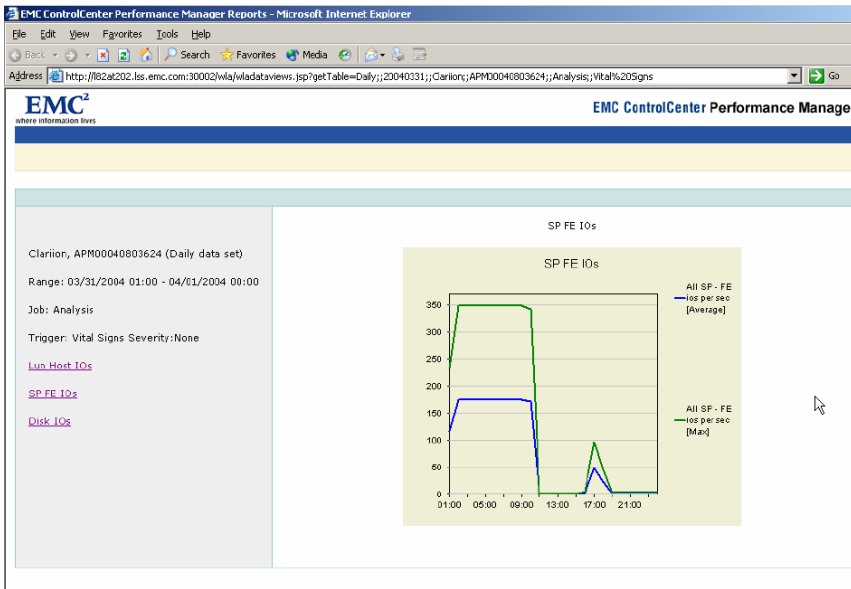 EMC ControlCenter Performance Manager Reports - Microsoft Internet Explorer
File Edit View Favorites Tools Help
Back Search Favorites Media
Address http://l82at202.lss.emc.com:30002/wla/wladataviews.jsp?getTable=Daily;;20040331;;Clariion;;APM00040803624;;Analysis;;Vital%20Signs Go
EMC²
where information lives
EMC ControlCenter Performance Manage
SP FE IOs
Clariion, APM00040803624 (Daily data set)
Range: 03/31/2004 01:00 - 04/01/2004 00:00
Job: Analysis
Trigger: Vital Signs Severity:None
Lun Host IOs
SP FE IOs
Disk IOs
SP FE IOs
All SP - FE
ios per sec
[Average]
All SP - FE
ios per sec
[Max]
350
300
250
200
150
100
50
0
01:00 05:00 09:00 13:00 17:00 21:00